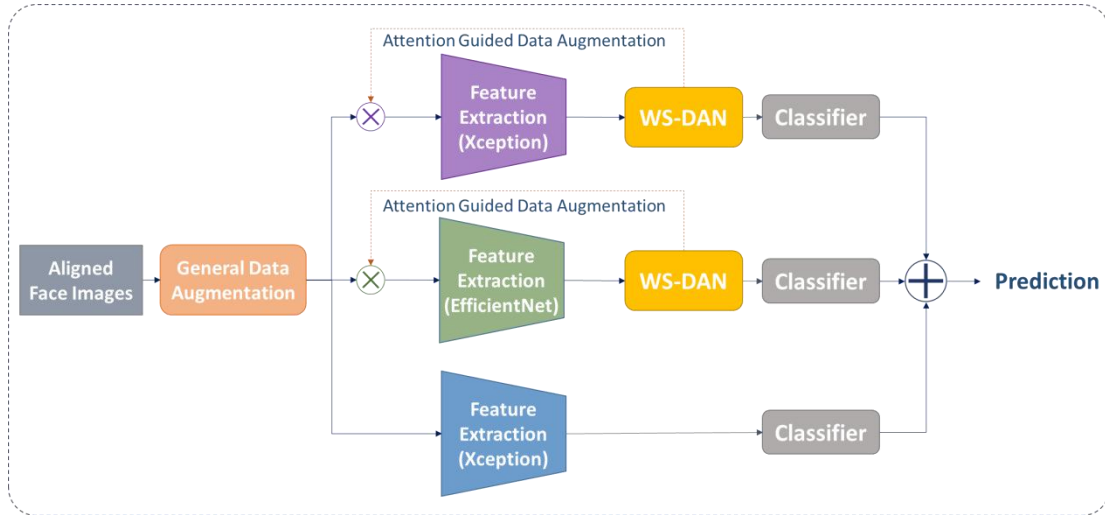 Attention Guided Data Augmentation
Feature
Extraction
(Xception)
WS-DAN
Classifier
Attention Guided Data Augmentation
Aligned
Face Images
General Data
Augmentation
Feature
Extraction
(EfficientNet)
WS-DAN
Classifier
Prediction
Feature
Extraction
(Xception)
Classifier